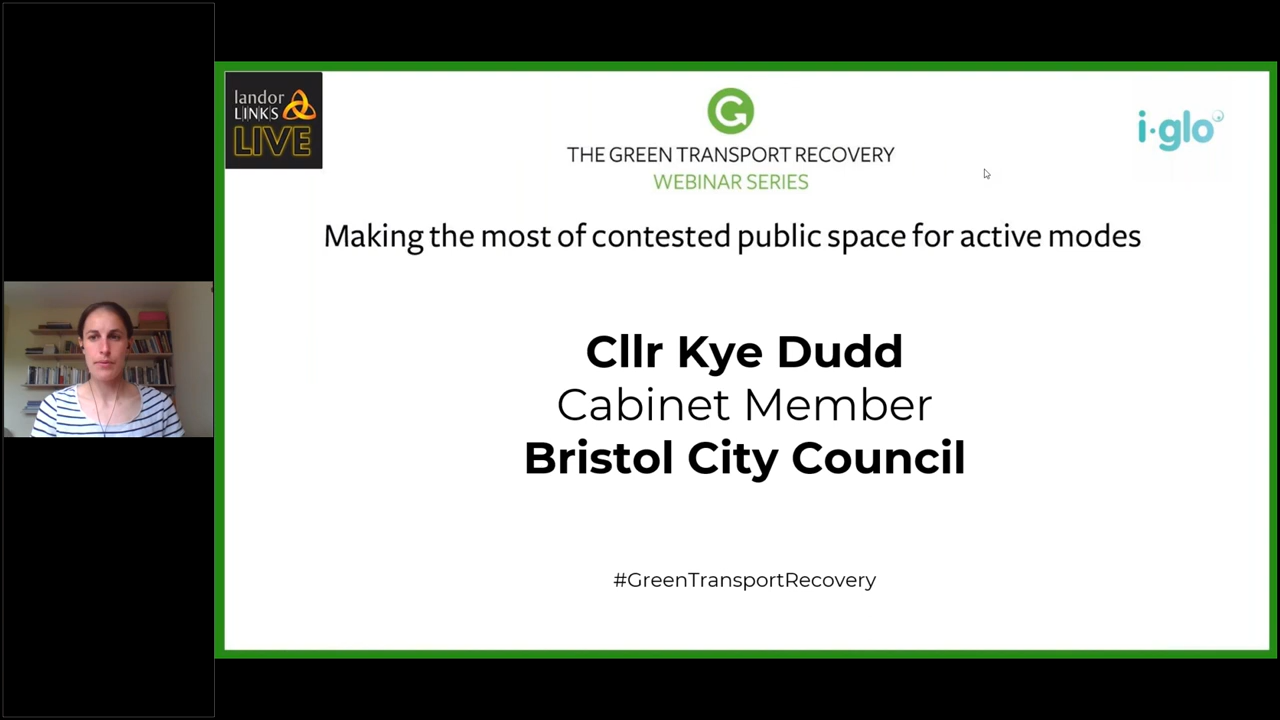 landor
LINKS
LIVE
G
THE GREEN TRANSPORT RECOVERY
WEBINAR SERIES
i·glo
Making the most of contested public space for active modes
Cllr Kye Dudd
Cabinet Member
Bristol City Council
#GreenTransportRecovery